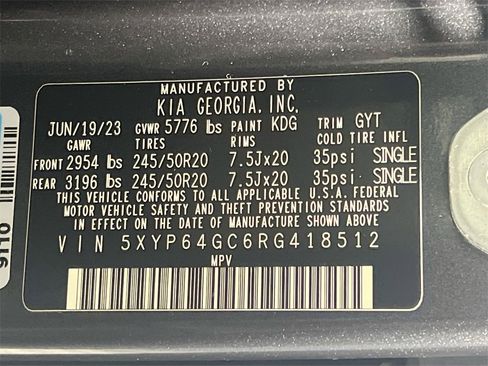 MANUFACTURED BY
KIA GEORGIA, INC.
JUN/19/23 GVWR 5776 lbs PAINT KDG TRIM GYT
GAWR TIRES RIMS COLD TIRE INFL
FRONT 2954 lbs 245/50R20 7.5Jx20 35psi SINGLE
REAR 3196 lbs 245/50R20 7.5Jx20 35psi SINGLE
THIS VEHICLE CONFORMS TO ALL APPLICABLE U.S.A. FEDERAL
MOTOR VEHICLE SAFETY, BUMPER, AND THEFT PREVENTION STANDARDS
IN EFFECT ON THE DATE OF MANUFACTURE SHOWN ABOVE.
VIN 5XYP64GC6RG418512
MPV